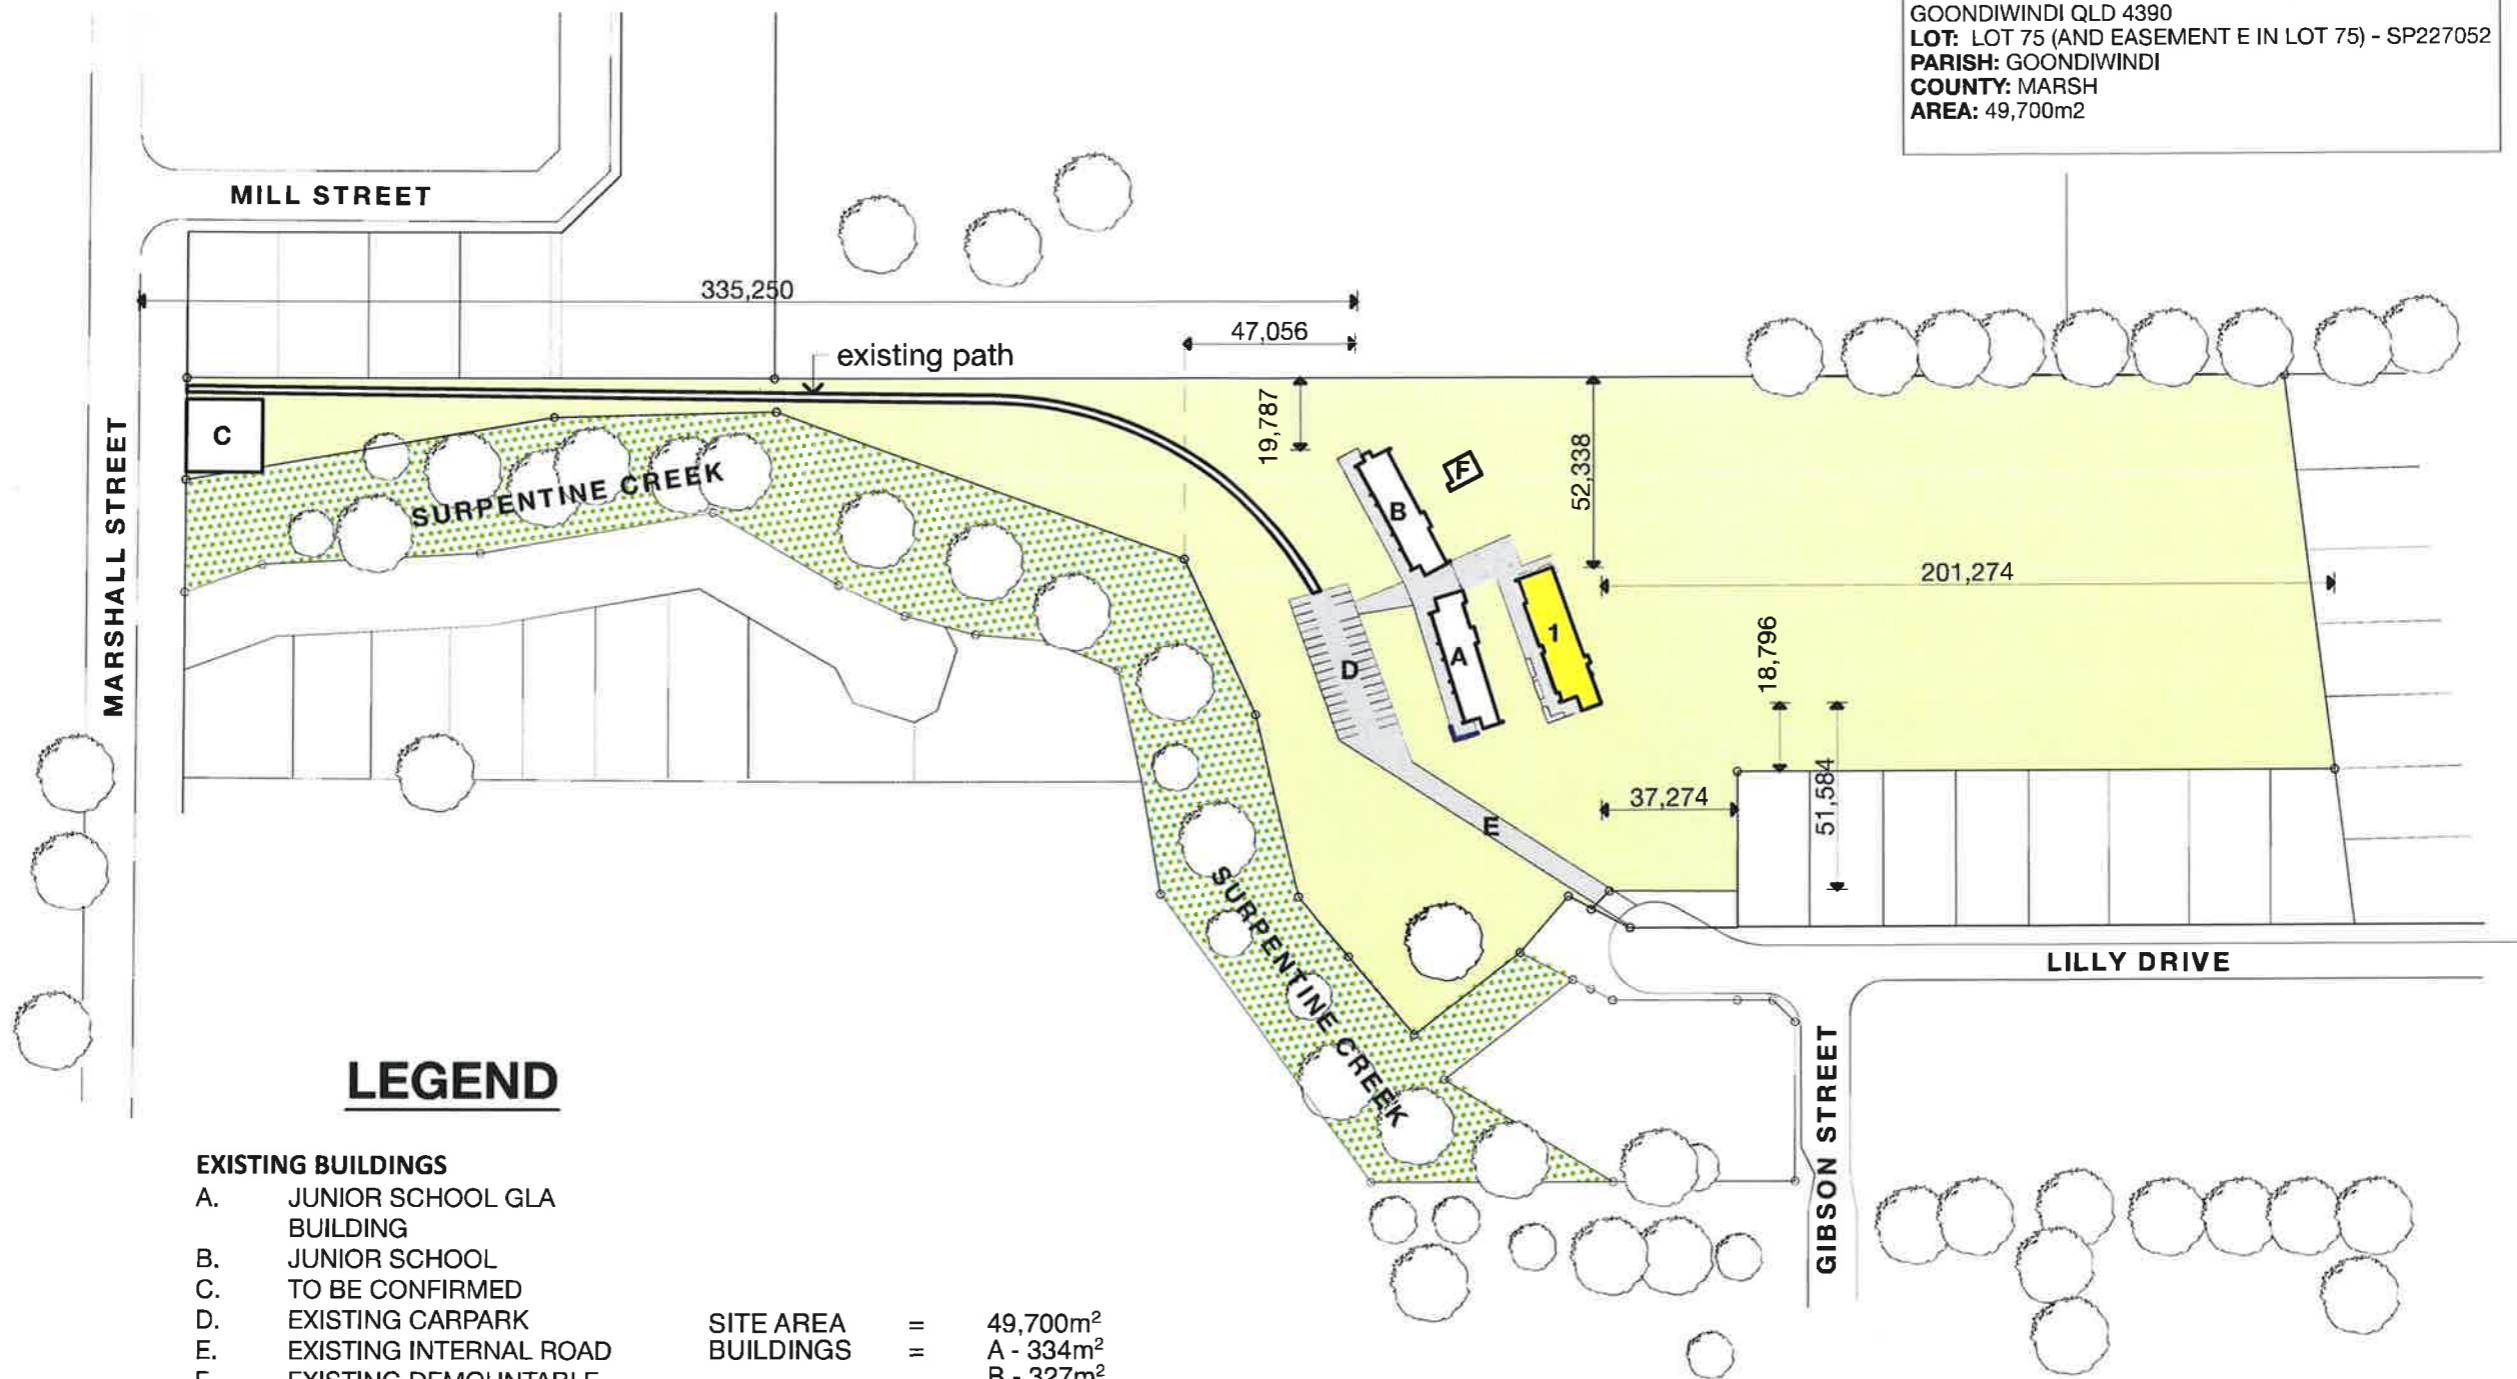 GOONDIWINDI QLD 4390
LOT: LOT 75 (AND EASEMENT E IN LOT 75) - SP227052
PARISH: GOONDIWINDI
COUNTY: MARSH
AREA: 49,700m2
MILL STREET
335,250
47,056
existing path
19,787
52,338
C
MARSHALL STREET
SURPENTINE CREEK
B
F
201,274
1
A
D
18,796
51,584
37,274
E
SURPENTINE CREEK
LILLY DRIVE
GIBSON STREET
LEGEND
EXISTING BUILDINGS
A. JUNIOR SCHOOL GLA
BUILDING
B. JUNIOR SCHOOL
C. TO BE CONFIRMED
D. EXISTING CARPARK
E. EXISTING INTERNAL ROAD
F. EXISTING DEMOUNTABLE
SITE AREA = 49,700m²
BUILDINGS = A - 334m²
B - 327m²